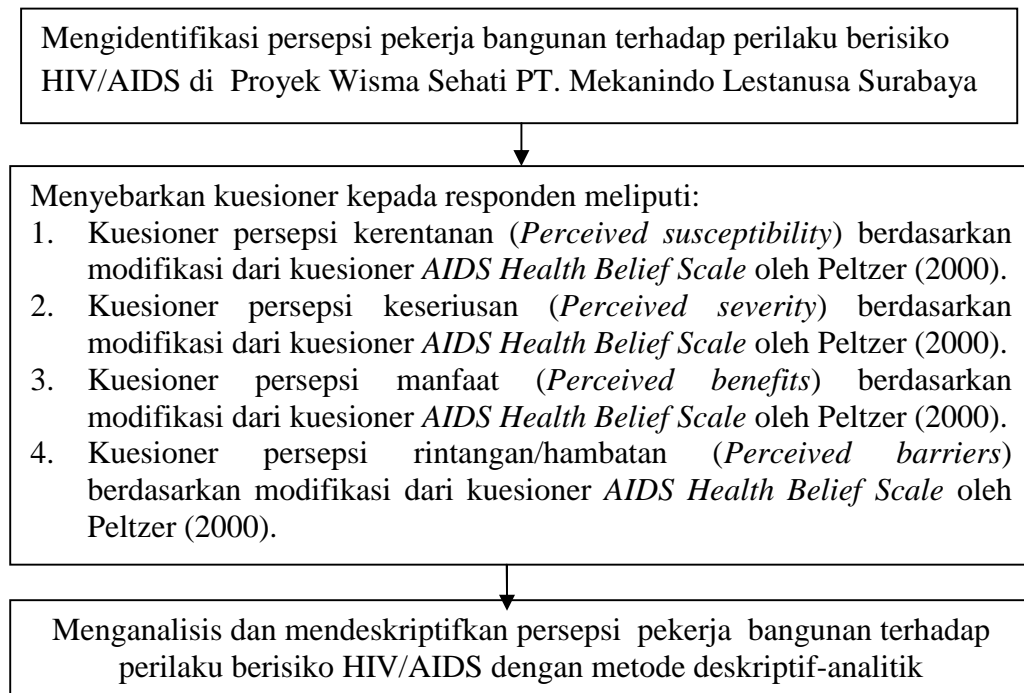 Mengidentifikasi persepsi pekerja bangunan terhadap perilaku berisiko
HIV/AIDS di Proyek Wisma Sehati PT. Mekanindo Lestanusa Surabaya
Menyebarkan kuesioner kepada responden meliputi:
1. Kuesioner persepsi kerentanan (Perceived susceptibility) berdasarkan
modifikasi dari kuesioner AIDS Health Belief Scale oleh Peltzer (2000).
2. Kuesioner persepsi keseriusan (Perceived severity) berdasarkan
modifikasi dari kuesioner AIDS Health Belief Scale oleh Peltzer (2000).
3. Kuesioner persepsi manfaat (Perceived benefits) berdasarkan
modifikasi dari kuesioner AIDS Health Belief Scale oleh Peltzer (2000).
4. Kuesioner persepsi rintangan/hambatan (Perceived barriers)
berdasarkan modifikasi dari kuesioner AIDS Health Belief Scale oleh
Peltzer (2000).
Menganalisis dan mendeskriptifkan persepsi pekerja bangunan terhadap
perilaku berisiko HIV/AIDS dengan metode deskriptif-analitik